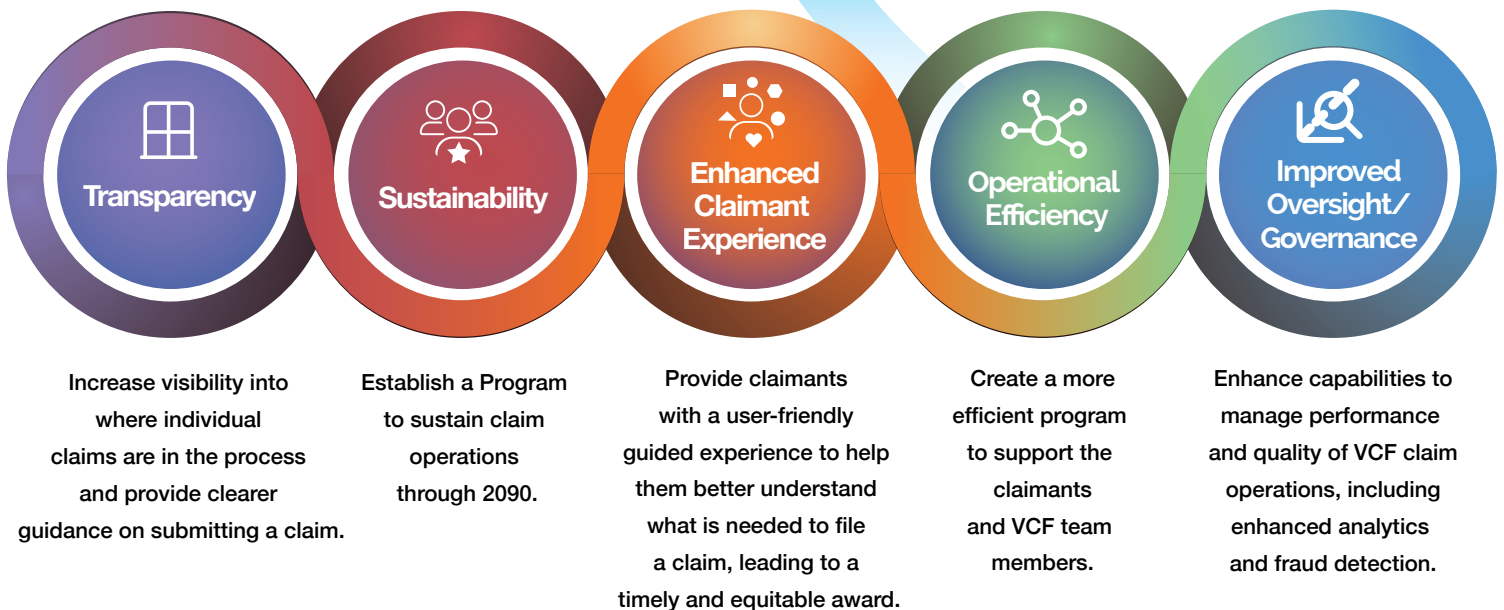 Transparency
Increase visibility into
where individual
claims are in the process
and provide clearer
guidance on submitting a claim.
Sustainability
Establish a Program
to sustain claim
operations
through 2090.
Enhanced
Claimant
Experience
Provide claimants
with a user-friendly
guided experience to help
them better understand
what is needed to file
a claim, leading to a
timely and equitable award.
Operational
Efficiency
Create a more
efficient program
to support the
claimants
and VCF team
members.
Improved
Oversight/
Governance
Enhance capabilities to
manage performance
and quality of VCF claim
operations, including
enhanced analytics
and fraud detection.